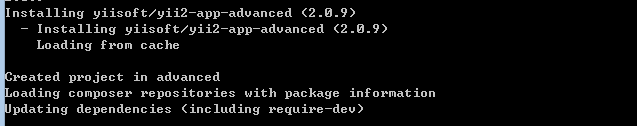 Installing yiisoft/yii2-app-advanced (2.0.9)
  - Installing yiisoft/yii2-app-advanced (2.0.9)
    Loading from cache

Created project in advanced
Loading composer repositories with package information
Updating dependencies (including require-dev)